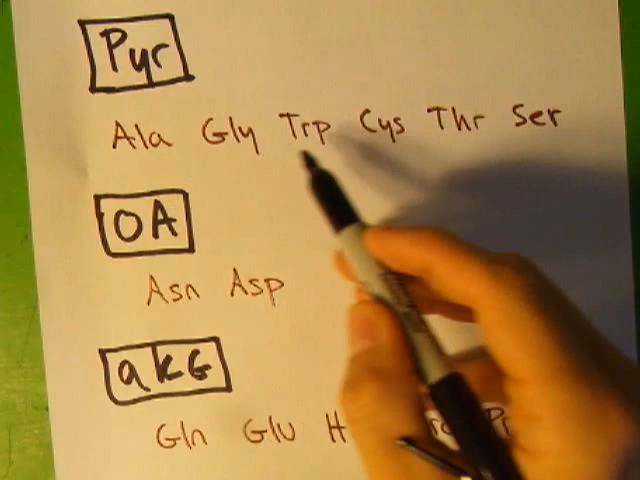 Pyr
Ala Gly Trp Cys Thr Ser
OA
Asn Asp
aKG
Gln Glu